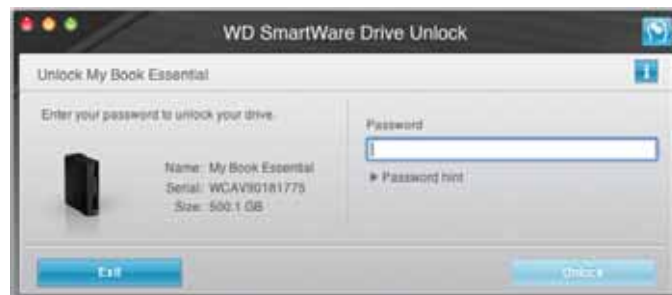 WD SmartWare Drive Unlock
Unlock My Book Essential
Enter your password to unlock your drive.
Name: My Book Essential
Serial: WCAV90181775
Size: 500.1 GB
Password
Password hint
Exit
Unlock